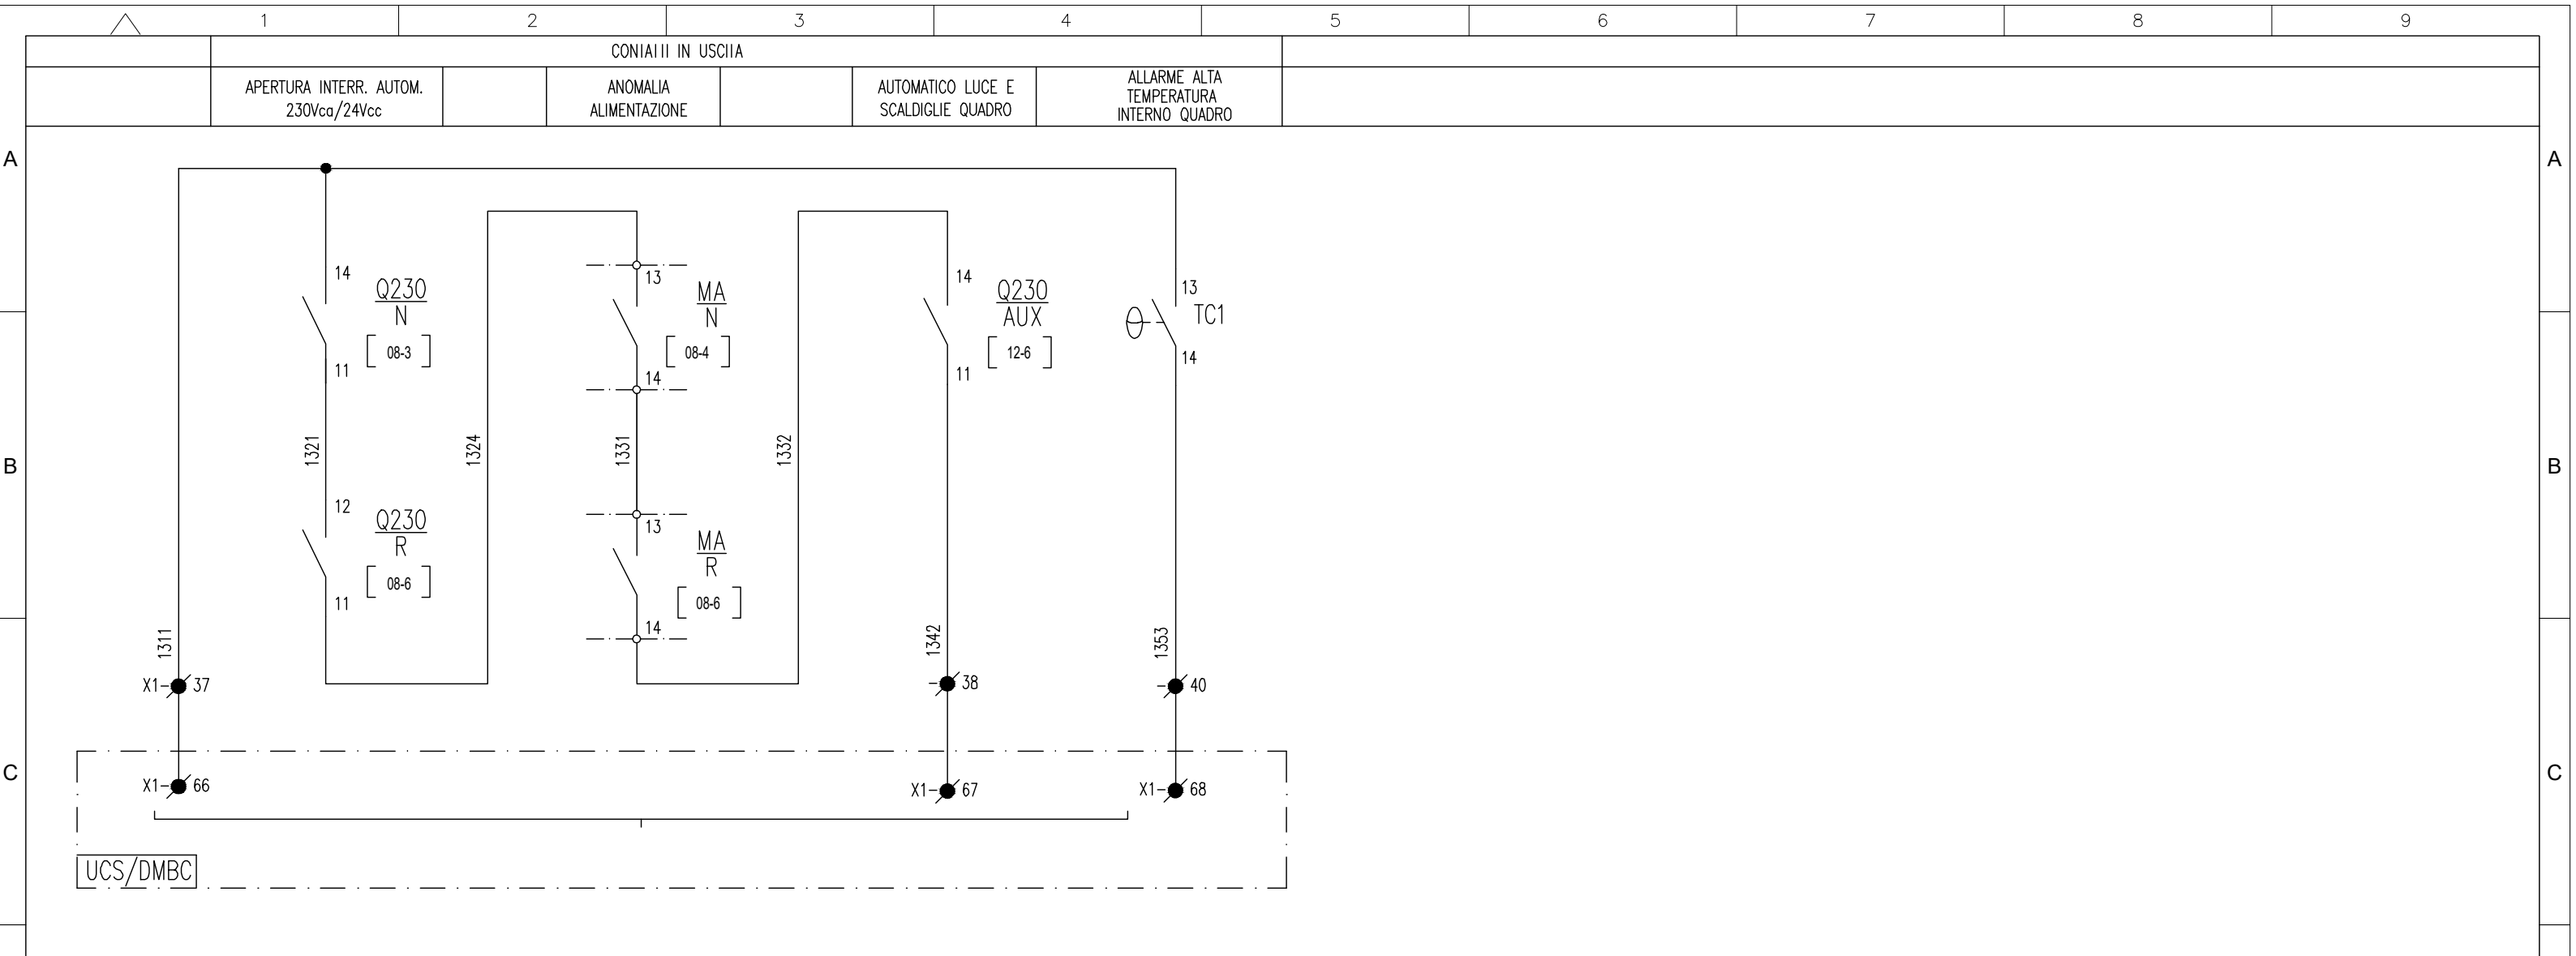 1 2 3 4 5 6 7 8 9
CONIAIII IN USCIIA
APERTURA INTERR. AUTOM.
230Vca/24Vcc
ANOMALIA
ALIMENTAZIONE
AUTOMATICO LUCE E
SCALDIGLIE QUADRO
ALLARME ALTA
TEMPERATURA
INTERNO QUADRO
A A
14
Q230
N
08-3
11
13
MA
N
08-4
14
14
Q230
AUX
12-6
11
13
TC1
14
B B
1321
1324
1331
1332
12
Q230
R
08-6
11
13
MA
R
08-6
14
1311
1342
1353
X1- 37
- 38
- 40
C C
X1- 66
X1- 67
X1- 68
UCS/DMBC